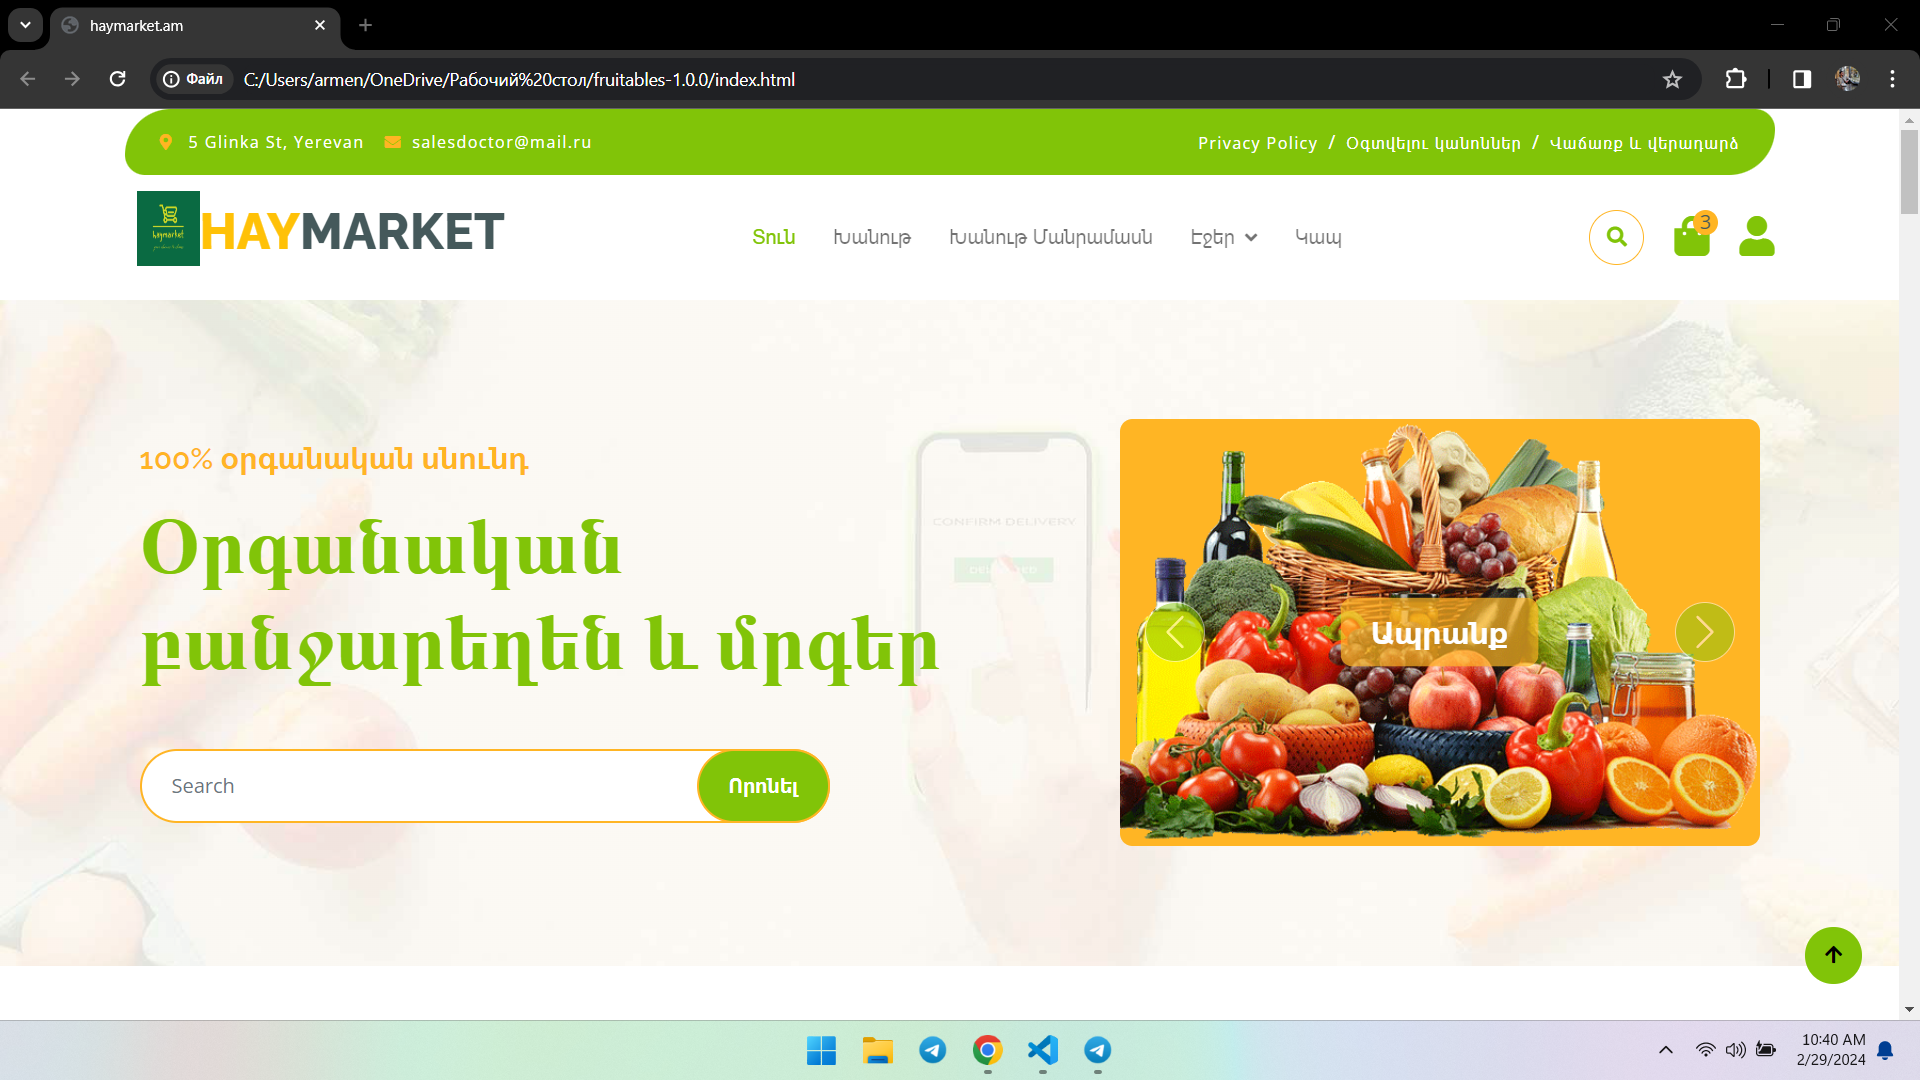 haymarket.am
Файл C:/Users/armen/OneDrive/Рабочий%20стол/fruitables-1.0.0/index.html
5 Glinka St, Yerevan salesdoctor@mail.ru Privacy Policy / Օգտվելու կանոններ / Վաճառք և վերադարձ
haymarket
HAYMARKET Տուն Խանութ Խանութ Մանրամասն Էջեր Կապ 3
100% օրգանական սնունդ
Օրգանական
բանջարեղեն և մրգեր
CONFIRM DELIVERY
Ապրանք
Search Որոնել
10:40 AM
2/29/2024